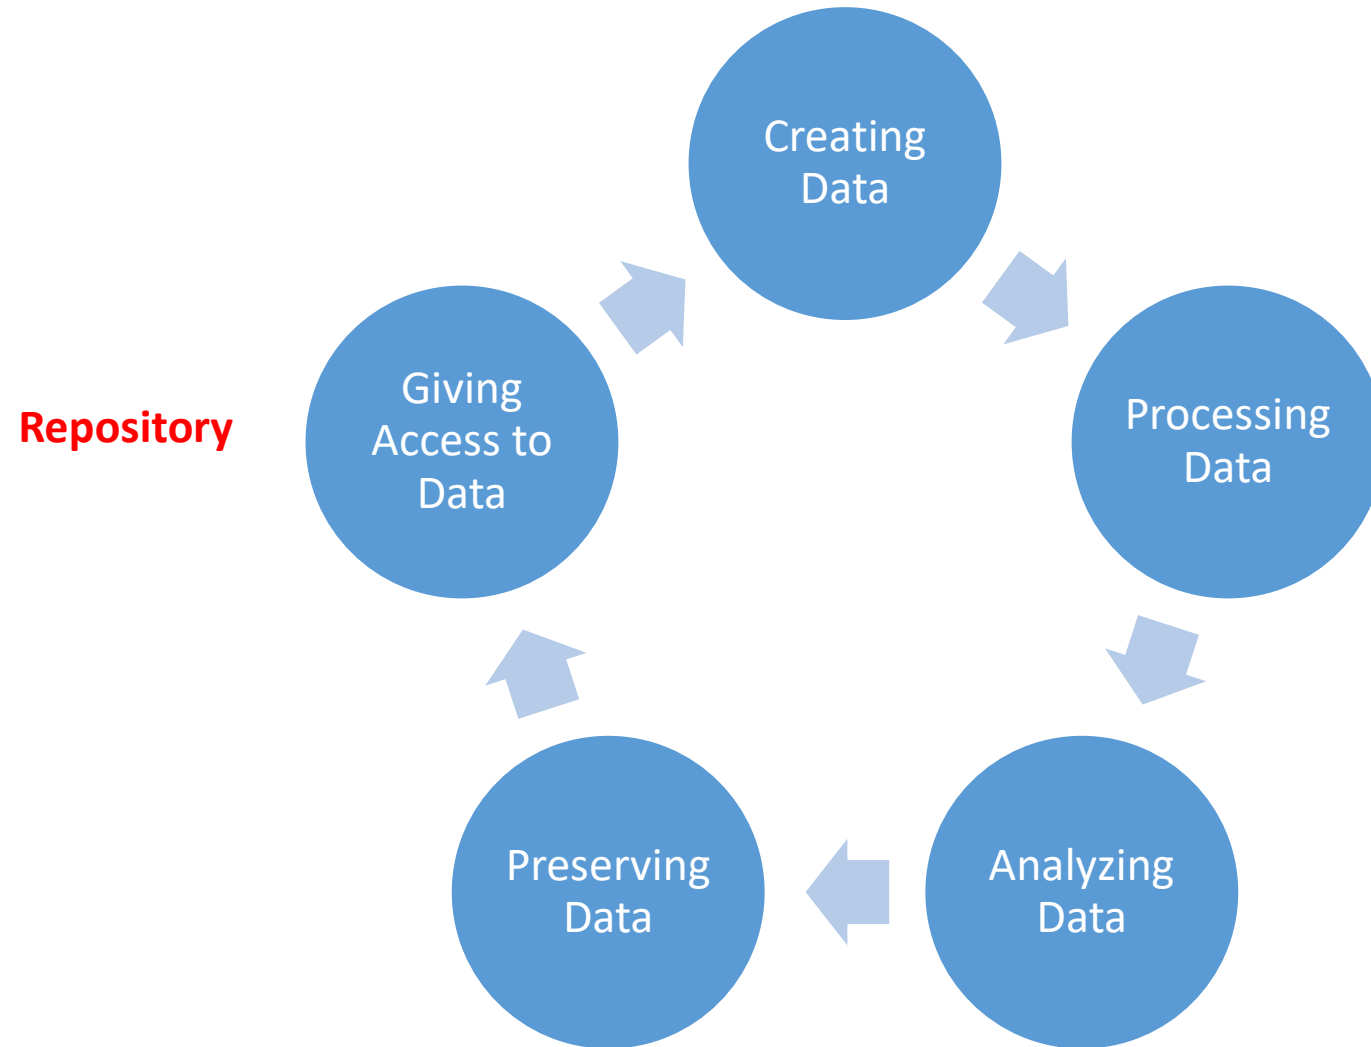 Creating
Data
Processing
Data
Analyzing
Data
Preserving
Data
Giving
Access to
Data
Repository